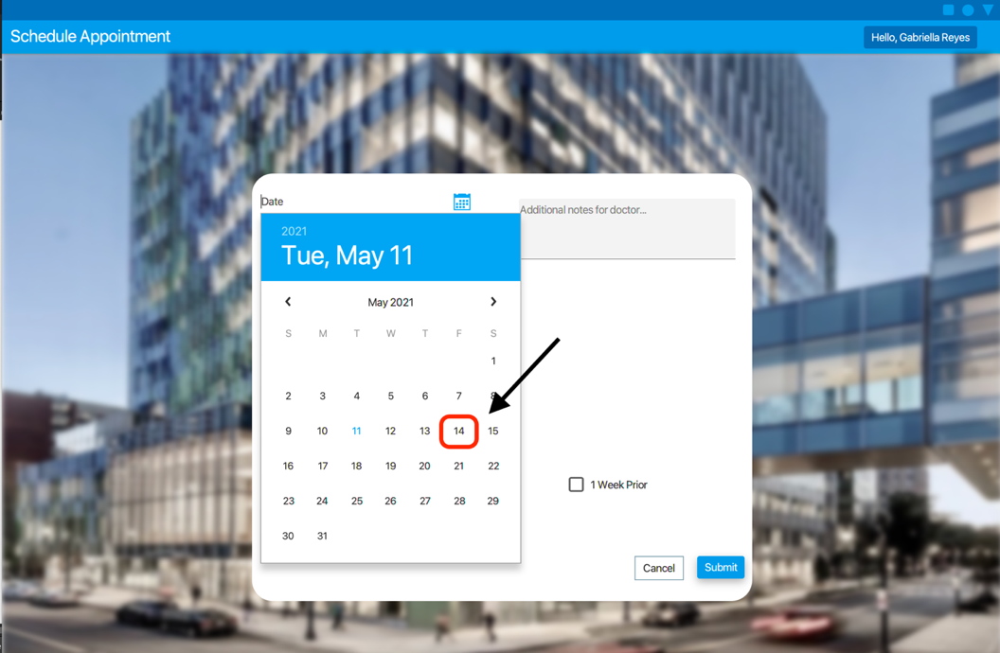 Schedule Appointment
Hello, Gabriella Reyes
Date
Additional notes for doctor...
2021
Tue, May 11
May 2021
S M T W T F S
1
2 3 4 5 6 7 8
9 10 11 12 13 14 15
16 17 18 19 20 21 22
23 24 25 26 27 28 29
30 31
1 Week Prior
Cancel
Submit